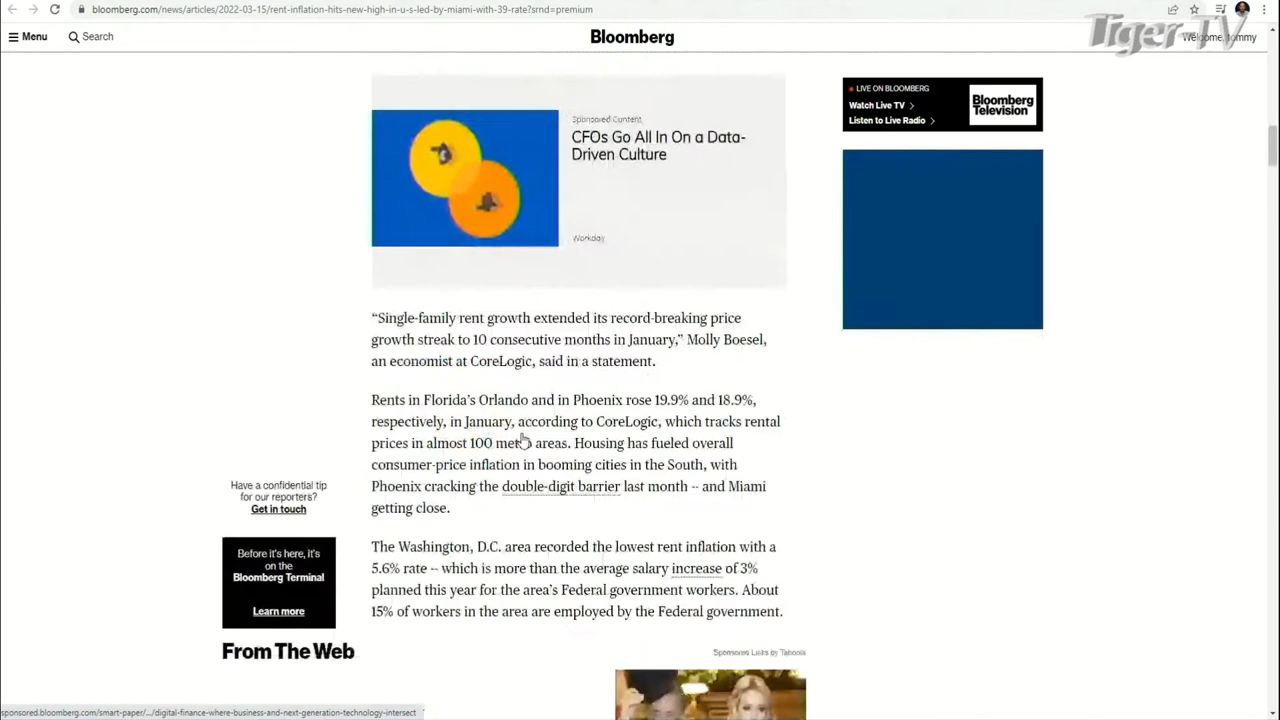 bloomberg.com/news/articles/2022-03-15/rent-inflation-hits-new-high-in-u-s-led-by-miami-with-39-rate?srnd=premium
Tiger-TV
Menu
Search
Bloomberg
Welcome, tommy
LIVE ON BLOOMBERG
Watch Live TV >
Listen to Live Radio >
Bloomberg
Television
Sponsored Content
CFOs Go All In On a Data-
Driven Culture
Workday
“Single-family rent growth extended its record-breaking price
growth streak to 10 consecutive months in January,” Molly Boesel,
an economist at CoreLogic, said in a statement.
Rents in Florida’s Orlando and in Phoenix rose 19.9% and 18.9%,
respectively, in January, according to CoreLogic, which tracks rental
prices in almost 100 metro areas. Housing has fueled overall
consumer-price inflation in booming cities in the South, with
Phoenix cracking the double-digit barrier last month -- and Miami
getting close.
Have a confidential tip
for our reporters?
Get in touch
Before it's here, it's
on the
Bloomberg Terminal
Learn more
The Washington, D.C. area recorded the lowest rent inflation with a
5.6% rate -- which is more than the average salary increase of 3%
planned this year for the area’s Federal government workers. About
15% of workers in the area are employed by the Federal government.
From The Web
Sponsored Links by Taboola
sponsored.bloomberg.com/smart-paper/.../digital-finance-where-business-and-next-generation-technology-intersect